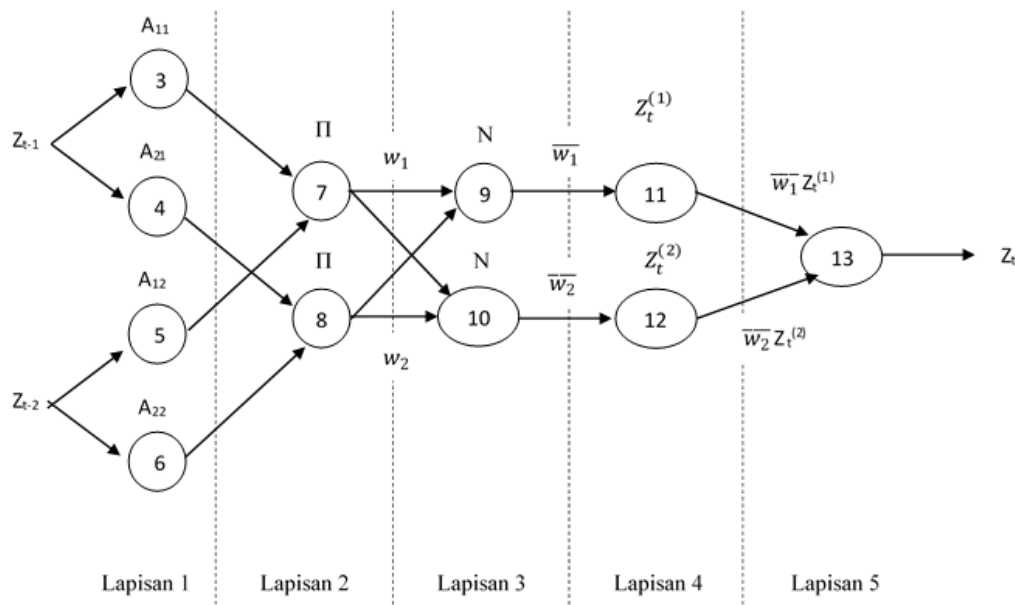 A₁₁
3
Z_{t-1}
A₂₁
4
A₁₂
5
Z_{t-2}
A₂₂
6
Π
7
Π
8
w₁
w₂
N
9
N
10
w̅₁
w̅₂
Z_t^{(1)}
11
Z_t^{(2)}
12
w̅₁ Z_t^{(1)}
w̅₂ Z_t^{(2)}
13
Z_t
Lapisan 1
Lapisan 2
Lapisan 3
Lapisan 4
Lapisan 5